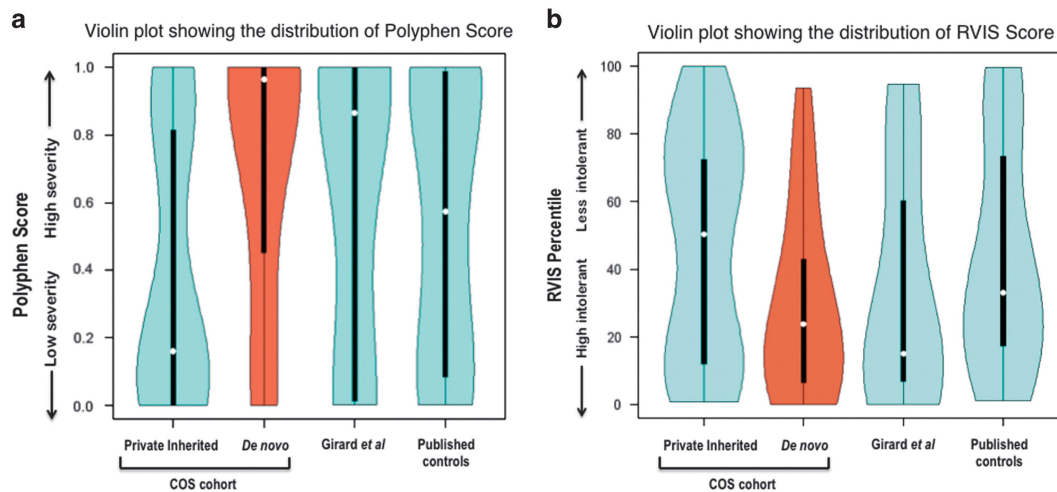 a
Violin plot showing the distribution of Polyphen Score
Polyphen Score
Low severity
High severity
1.0
0.8
0.6
0.4
0.2
0.0
Private Inherited
De novo
Girard et al
Published
controls
COS cohort
b
Violin plot showing the distribution of RVIS Score
RVIS Percentile
High intolerant
Less intolerant
100
80
60
40
20
0
Private Inherited
De novo
Girard et al
Published
controls
COS cohort